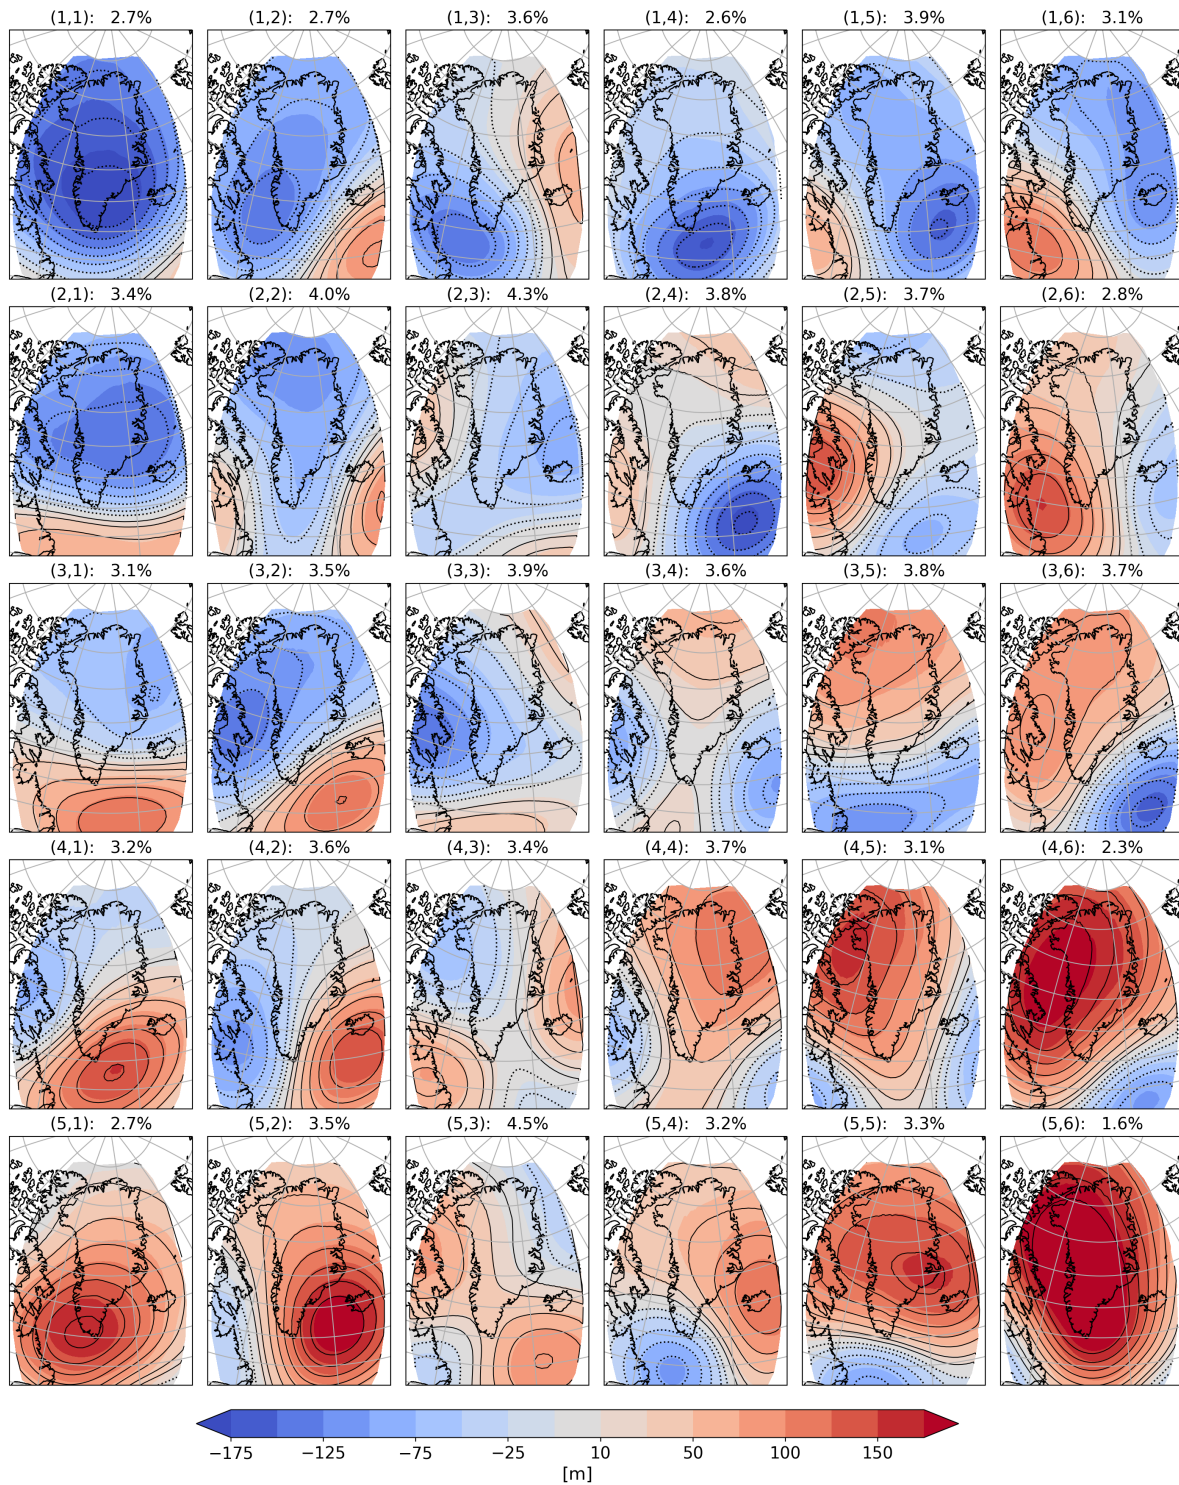 (1,1): 2.7% (1,2): 2.7% (1,3): 3.6% (1,4): 2.6% (1,5): 3.9% (1,6): 3.1%
(2,1): 3.4% (2,2): 4.0% (2,3): 4.3% (2,4): 3.8% (2,5): 3.7% (2,6): 2.8%
(3,1): 3.1% (3,2): 3.5% (3,3): 3.9% (3,4): 3.6% (3,5): 3.8% (3,6): 3.7%
(4,1): 3.2% (4,2): 3.6% (4,3): 3.4% (4,4): 3.7% (4,5): 3.1% (4,6): 2.3%
(5,1): 2.7% (5,2): 3.5% (5,3): 4.5% (5,4): 3.2% (5,5): 3.3% (5,6): 1.6%
−175 −125 −75 −25 10 50 100 150
[m]